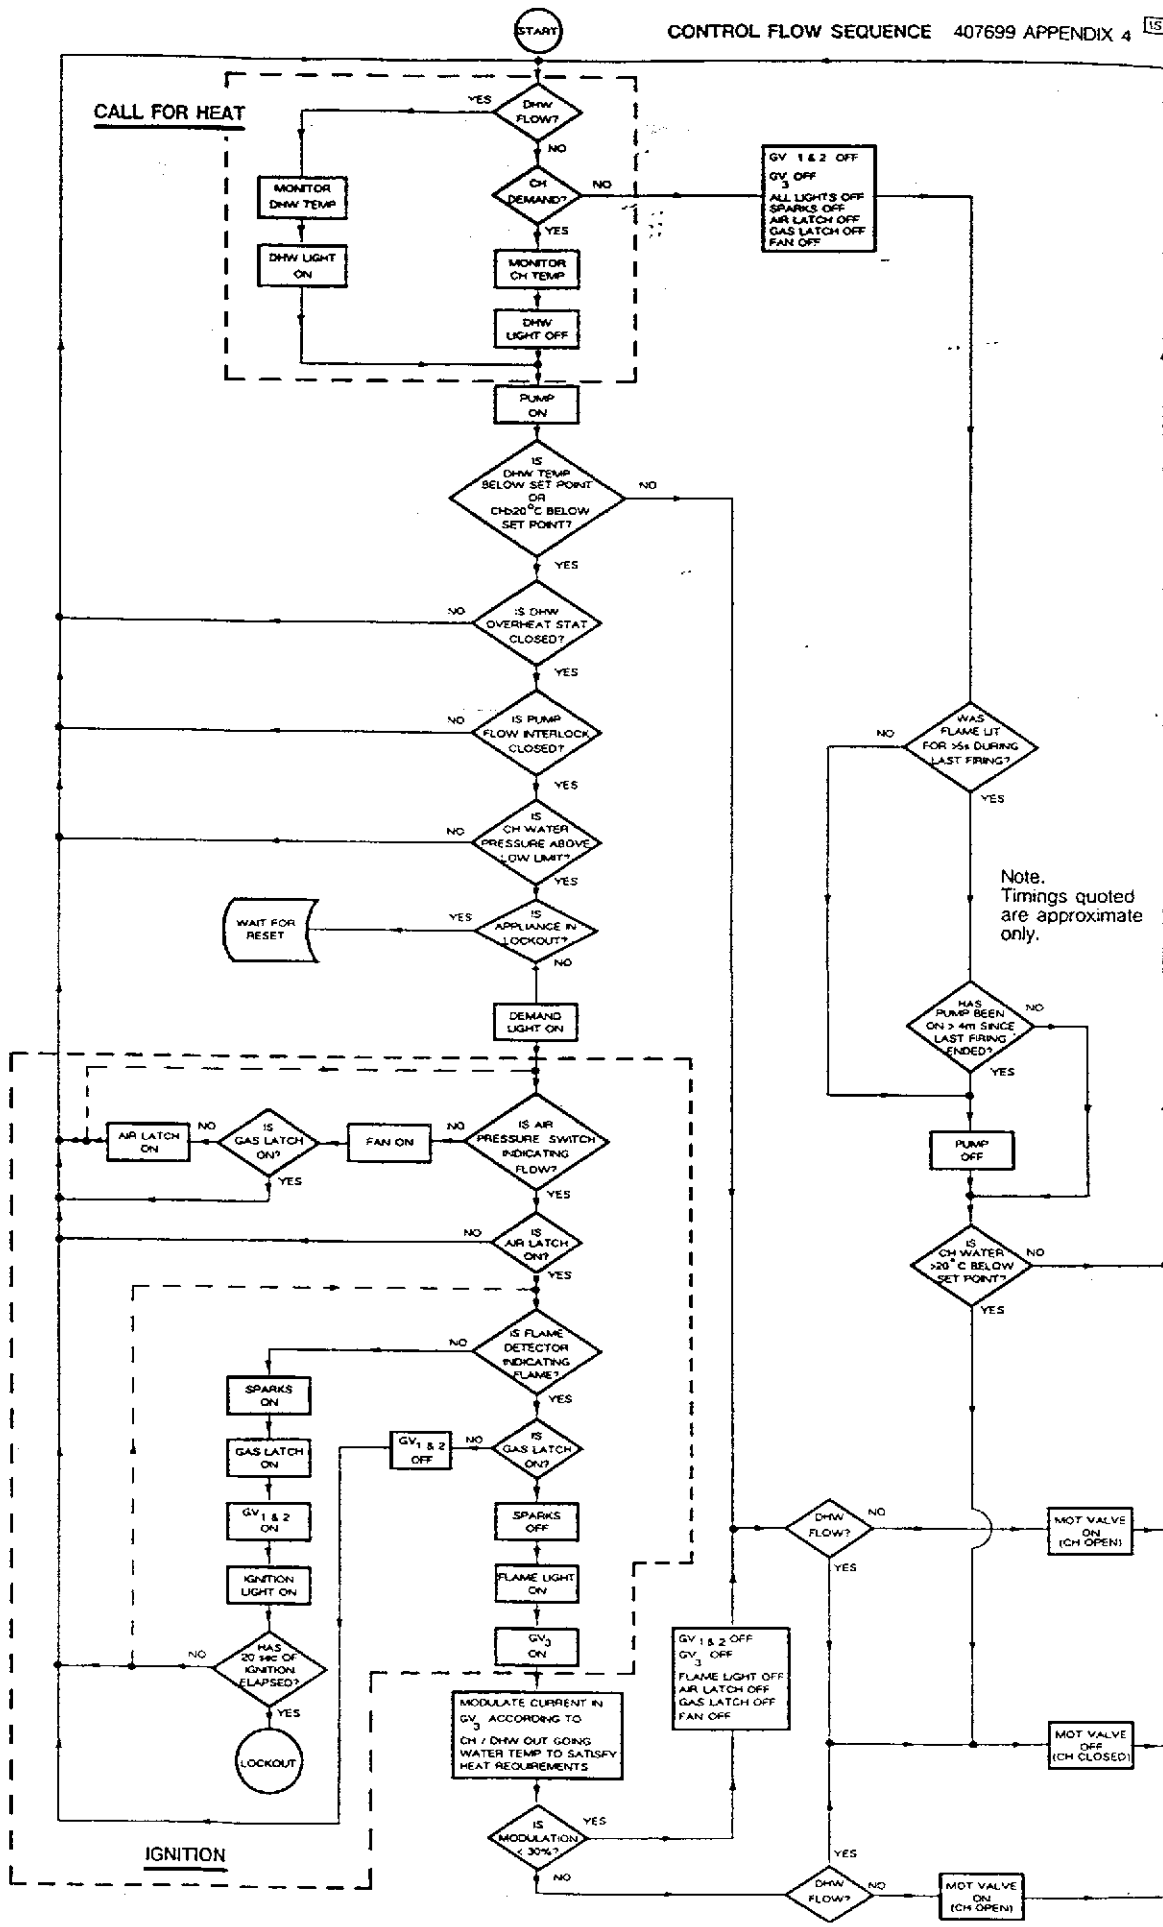 START
CONTROL FLOW SEQUENCE 407699 APPENDIX 4
CALL FOR HEAT
YES
DHW
FLOW?
NO
MONITOR
DHW TEMP
DHW LIGHT
ON
CH
DEMAND?
NO
YES
GV 1 & 2 OFF
GV3 OFF
ALL LIGHTS OFF
SPARKS OFF
AIR LATCH OFF
GAS LATCH OFF
FAN OFF
MONITOR
CH TEMP
DHW
LIGHT OFF
PUMP
ON
IS
DHW TEMP
BELOW SET POINT
OR
CH>20°C BELOW
SET POINT?
NO
YES
NO
IS DHW
OVERHEAT STAT
CLOSED?
YES
NO
IS PUMP
FLOW INTERLOCK
CLOSED?
YES
NO
WAS
FLAME LIT
FOR >5s DURING
LAST FIRING?
YES
NO
IS
CH WATER
PRESSURE ABOVE
LOW LIMIT?
YES
Note.
Timings quoted
are approximate
only.
WAIT FOR
RESET
YES
IS
APPLIANCE IN
LOCKOUT?
NO
DEMAND
LIGHT ON
HAS
PUMP BEEN
ON > 4m SINCE
LAST FIRING
ENDED?
NO
YES
AIR LATCH
ON
NO
IS
GAS LATCH
ON?
YES
FAN ON
NO
IS AIR
PRESSURE SWITCH
INDICATING
FLOW?
YES
PUMP
OFF
NO
IS
AIR LATCH
ON?
YES
IS
CH WATER
>20°C BELOW
SET POINT?
NO
YES
NO
IS FLAME
DETECTOR
INDICATING
FLAME?
YES
SPARKS
ON
GAS LATCH
ON
GV1 & 2
ON
IGNITION
LIGHT ON
GV1 & 2
OFF
NO
IS
GAS LATCH
ON?
YES
SPARKS
OFF
FLAME LIGHT
ON
GV3
ON
DHW
FLOW?
NO
YES
MOT VALVE
ON
(CH OPEN)
NO
HAS
20 sec OF
IGNITION
ELAPSED?
YES
LOCKOUT
GV 1 & 2 OFF
GV3 OFF
FLAME LIGHT OFF
AIR LATCH OFF
GAS LATCH OFF
FAN OFF
MODULATE CURRENT IN
GV3 ACCORDING TO
CH / DHW OUT GOING
WATER TEMP TO SATISFY
HEAT REQUIREMENTS
MOT VALVE
OFF
(CH CLOSED)
IS
MODULATION
< 30%?
YES
NO
IGNITION
YES
DHW
FLOW?
NO
MOT VALVE
ON
(CH OPEN)